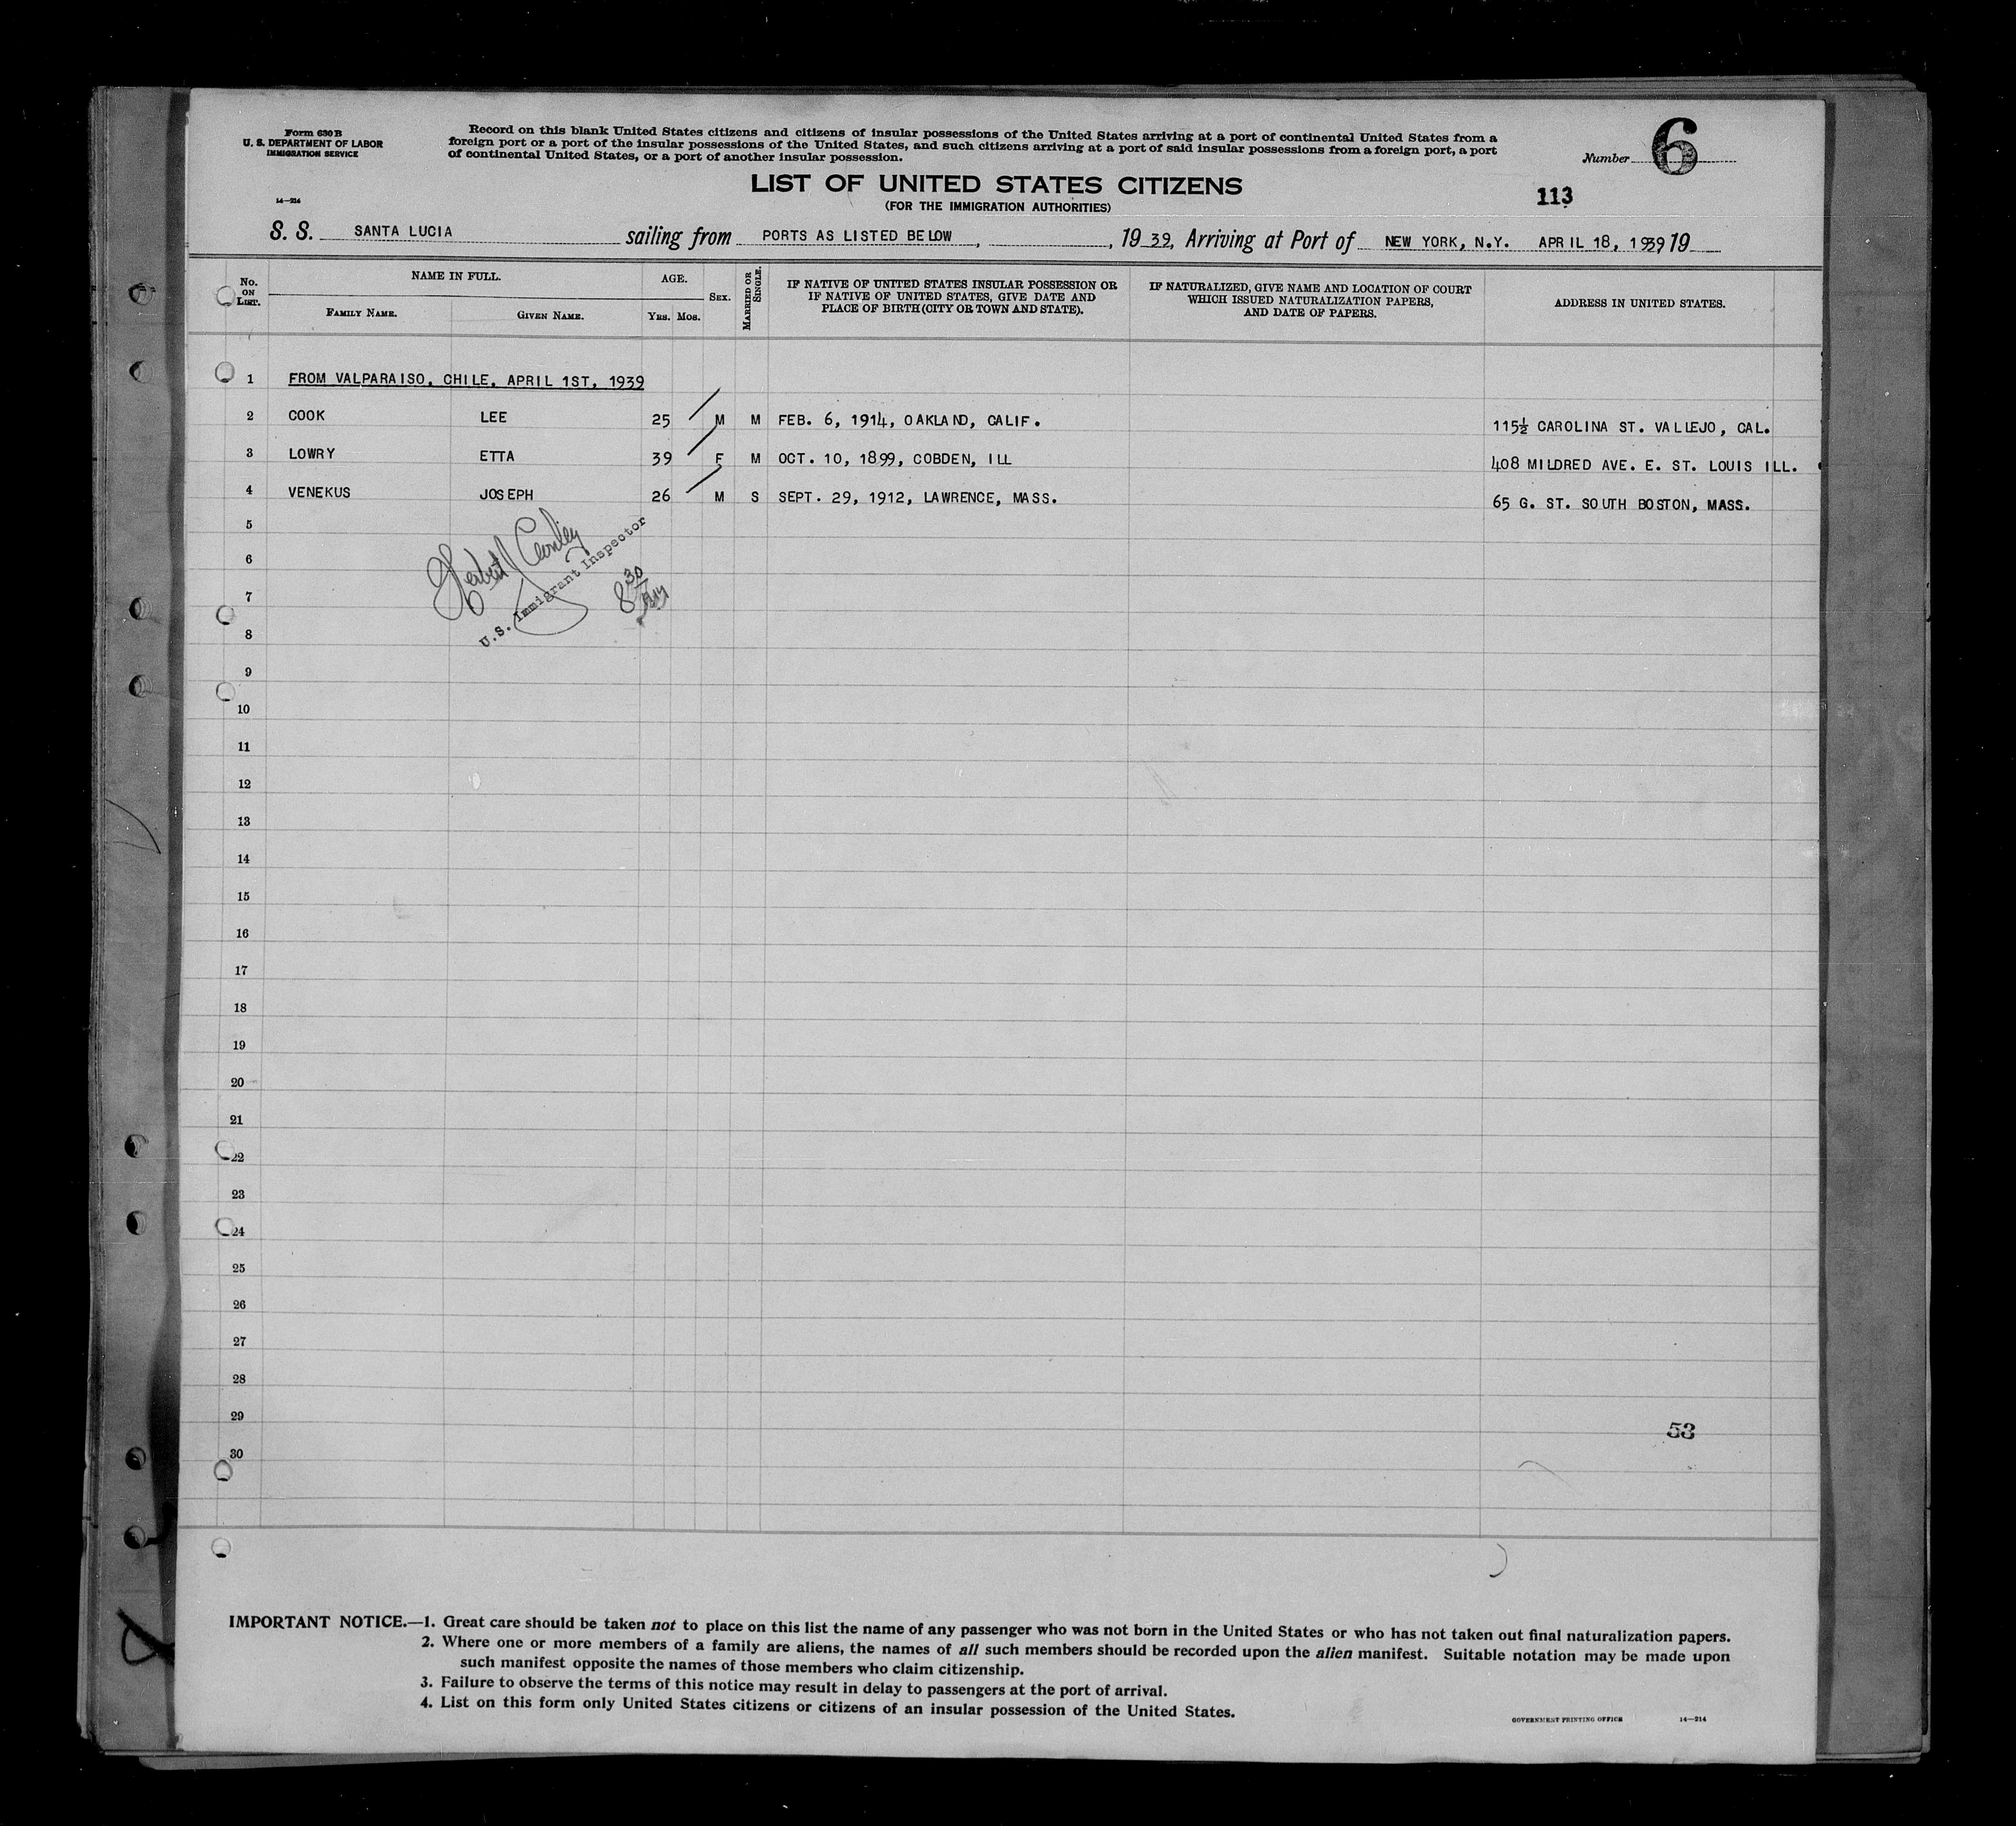 Form 630 B
U. S. DEPARTMENT OF LABOR
IMMIGRATION SERVICE
14—214
Record on this blank United States citizens and citizens of insular possessions of the United States arriving at a port of continental United States from a
foreign port or a port of the insular possessions of the United States, and such citizens arriving at a port of said insular possessions from a foreign port, a port
of continental United States, or a port of another insular possession.
Number 6
LIST OF UNITED STATES CITIZENS
(FOR THE IMMIGRATION AUTHORITIES)
113
S. S. SANTA LUCIA sailing from PORTS AS LISTED BELOW, , 19 39, Arriving at Port of NEW YORK, N.Y. APRIL 18, 1939, 19
No. ON LIST. NAME IN FULL. FAMILY NAME. GIVEN NAME. AGE. YRS. MOS. SEX. MARRIED OR SINGLE. IF NATIVE OF UNITED STATES INSULAR POSSESSION OR IF NATIVE OF UNITED STATES, GIVE DATE AND PLACE OF BIRTH (CITY OR TOWN AND STATE). IF NATURALIZED, GIVE NAME AND LOCATION OF COURT WHICH ISSUED NATURALIZATION PAPERS, AND DATE OF PAPERS. ADDRESS IN UNITED STATES.
1 FROM VALPARAISO, CHILE, APRIL 1ST, 1939
2 COOK LEE 25 M M FEB. 6, 1914, OAKLAND, CALIF. 115½ CAROLINA ST. VALLEJO, CAL.
3 LOWRY ETTA 39 F M OCT. 10, 1899, COBDEN, ILL 408 MILDRED AVE. E. ST. LOUIS ILL.
4 VENEKUS JOSEPH 26 M S SEPT. 29, 1912, LAWRENCE, MASS. 65 G. ST. SOUTH BOSTON, MASS.
5
6
U.S. Immigrant Inspector
8 30
7
8
9
10
11
12
13
14
15
16
17
18
19
20
21
22
23
24
25
26
27
28
29
53
30
IMPORTANT NOTICE.—1. Great care should be taken not to place on this list the name of any passenger who was not born in the United States or who has not taken out final naturalization papers.
2. Where one or more members of a family are aliens, the names of all such members should be recorded upon the alien manifest. Suitable notation may be made upon
such manifest opposite the names of those members who claim citizenship.
3. Failure to observe the terms of this notice may result in delay to passengers at the port of arrival.
4. List on this form only United States citizens or citizens of an insular possession of the United States.
GOVERNMENT PRINTING OFFICE 14—214